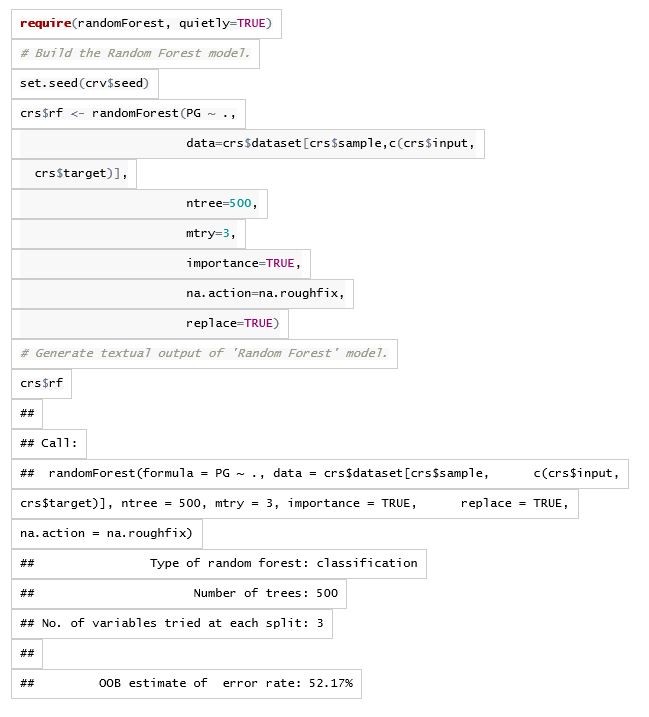 require(randomForest, quietly=TRUE)
# Build the Random Forest model.
set.seed(crv$seed)
crs$rf <- randomForest(PG ~ .,
                       data=crs$dataset[crs$sample,c(crs$input,
  crs$target)],
                       ntree=500,
                       mtry=3,
                       importance=TRUE,
                       na.action=na.roughfix,
                       replace=TRUE)
# Generate textual output of 'Random Forest' model.
crs$rf
##
## Call:
##  randomForest(formula = PG ~ ., data = crs$dataset[crs$sample,      c(crs$input,
crs$target)], ntree = 500, mtry = 3, importance = TRUE,      replace = TRUE,
na.action = na.roughfix)
##                Type of random forest: classification
##                      Number of trees: 500
## No. of variables tried at each split: 3
##
##         OOB estimate of  error rate: 52.17%